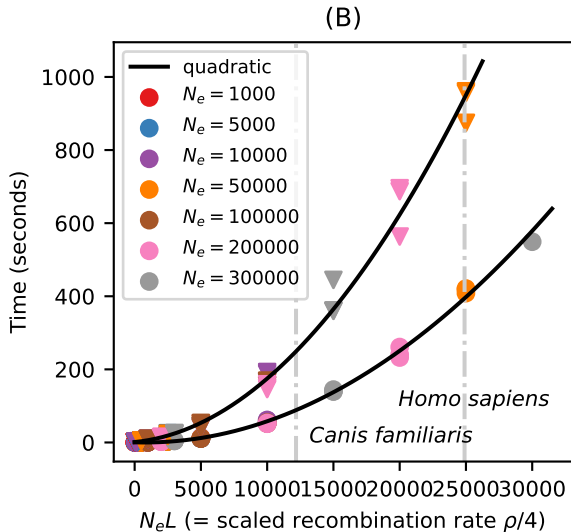 (B)
1000
800
600
400
200
0
Time (seconds)
quadratic
N_e = 1000
N_e = 5000
N_e = 10000
N_e = 50000
N_e = 100000
N_e = 200000
N_e = 300000
Homo sapiens
Canis familiaris
0 5000 10000 15000 20000 25000 30000
N_eL (= scaled recombination rate ρ/4)